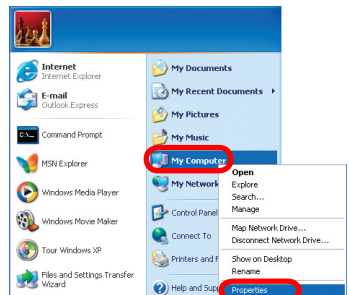 Internet
Internet Explorer
E-mail
Outlook Express
Command Prompt
MSN Explorer
Windows Media Player
Windows Movie Maker
Tour Windows XP
Files and Settings Transfer
Wizard
My Documents
My Recent Documents
My Pictures
My Music
My Computer
My Network
Control Panel
Connect To
Printers and F
Help and Supp
Open
Explore
Search...
Manage
Map Network Drive...
Disconnect Network Drive...
Show on Desktop
Rename
Properties